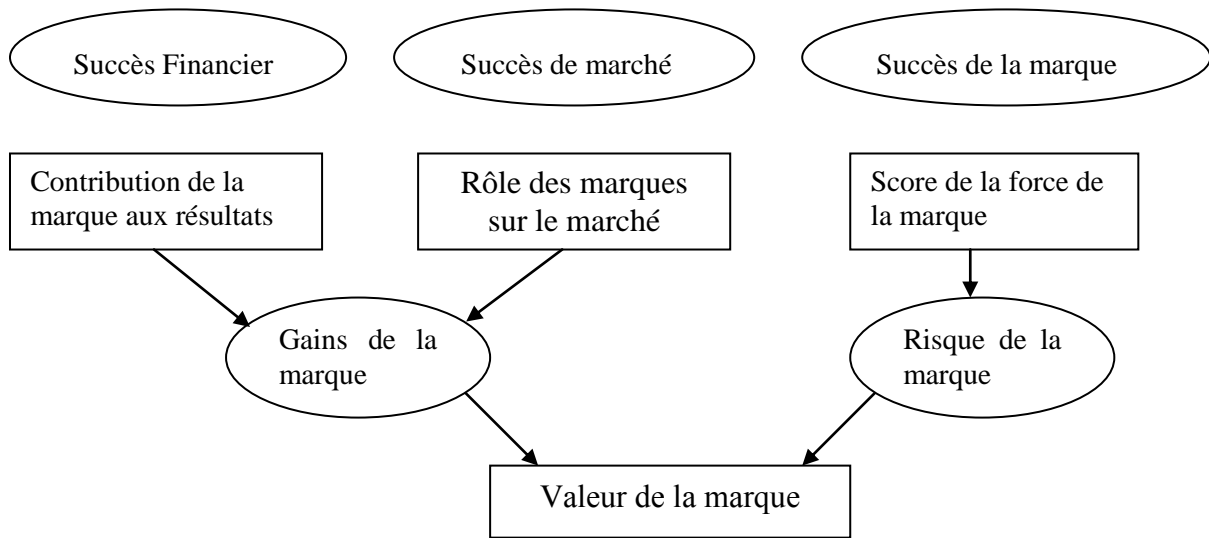 Succès Financier
Succès de marché
Succès de la marque
Contribution de la
marque aux résultats
Rôle des marques
sur le marché
Score de la force de
la marque
Gains de la
marque
Risque de la
marque
Valeur de la marque